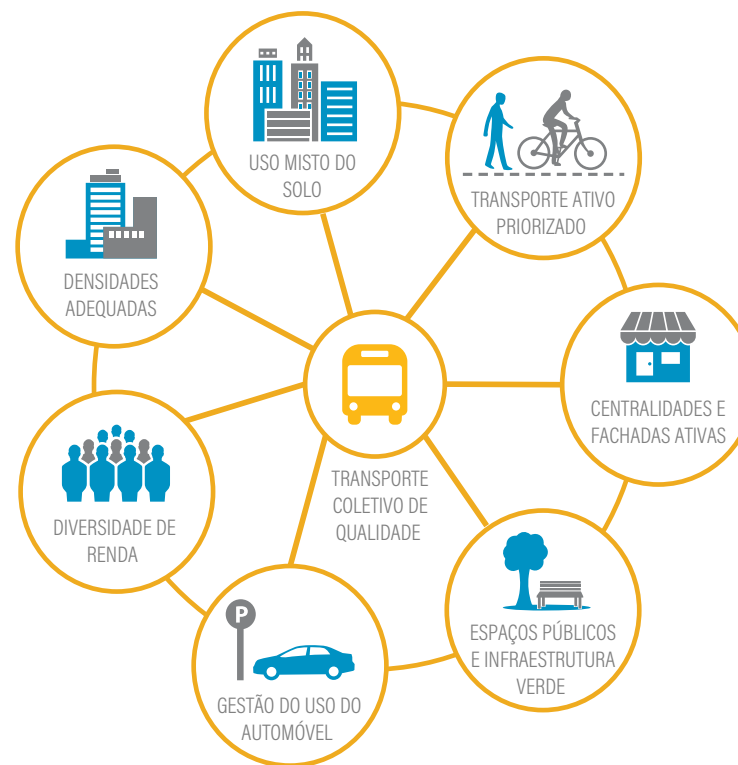 USO MISTO DO
SOLO
TRANSPORTE ATIVO
PRIORIZADO
DENSIDADES
ADEQUADAS
CENTRALIDADES E
FACHADAS ATIVAS
TRANSPORTE
COLETIVO DE
QUALIDADE
DIVERSIDADE DE
RENDA
P
ESPAÇOS PÚBLICOS
E INFRAESTRUTURA
VERDE
GESTÃO DO USO DO
AUTOMÓVEL